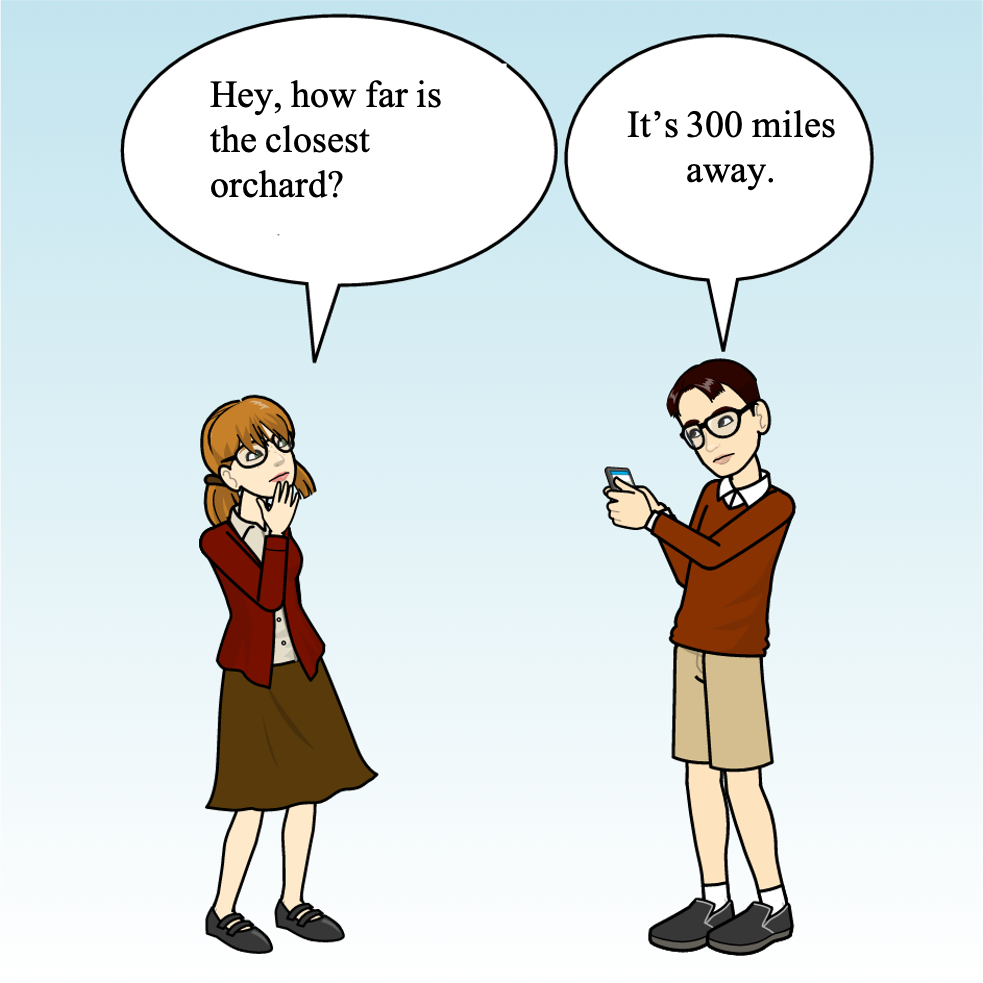 Hey, how far is
the closest
orchard?
It’s 300 miles
away.